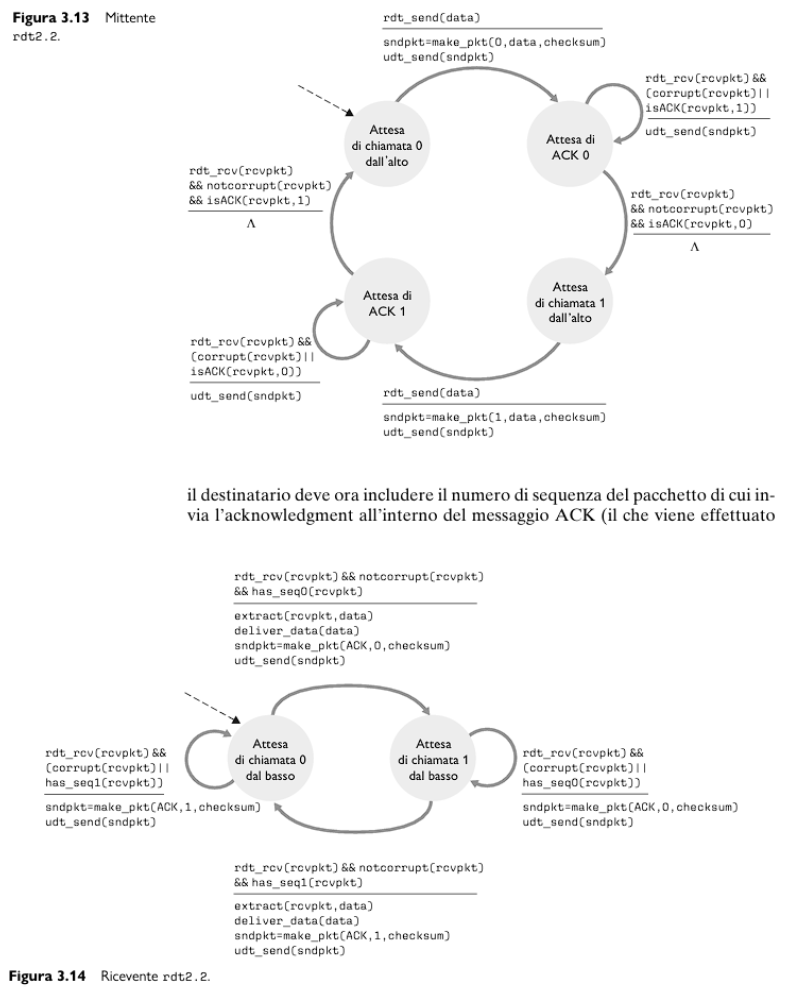 Figura 3.13 Mittente
rdt2.2.
rdt_send(data)
sndpkt=make_pkt(0,data,checksum)
udt_send(sndpkt)
rdt_rcv(rcvpkt) &&
(corrupt(rcvpkt)||
isACK(rcvpkt,1))
udt_send(sndpkt)
Attesa
di chiamata 0
dall'alto
Attesa di
ACK 0
rdt_rcv(rcvpkt)
&& notcorrupt(rcvpkt)
&& isACK(rcvpkt,1)
Λ
rdt_rcv(rcvpkt)
&& notcorrupt(rcvpkt)
&& isACK(rcvpkt,0)
Λ
Attesa di
ACK 1
Attesa
di chiamata 1
dall'alto
rdt_rcv(rcvpkt) &&
(corrupt(rcvpkt)||
isACK(rcvpkt,0))
udt_send(sndpkt)
rdt_send(data)
sndpkt=make_pkt(1,data,checksum)
udt_send(sndpkt)
il destinatario deve ora includere il numero di sequenza del pacchetto di cui in-
via l'acknowledgment all'interno del messaggio ACK (il che viene effettuato
rdt_rcv(rcvpkt) && notcorrupt(rcvpkt)
&& has_seq0(rcvpkt)
extract(rcvpkt,data)
deliver_data(data)
sndpkt=make_pkt(ACK,0,checksum)
udt_send(sndpkt)
Attesa
di chiamata 0
dal basso
Attesa
di chiamata 1
dal basso
rdt_rcv(rcvpkt) &&
(corrupt(rcvpkt)||
has_seq1(rcvpkt))
sndpkt=make_pkt(ACK,1,checksum)
udt_send(sndpkt)
rdt_rcv(rcvpkt) &&
(corrupt(rcvpkt)||
has_seq0(rcvpkt))
sndpkt=make_pkt(ACK,0,checksum)
udt_send(sndpkt)
rdt_rcv(rcvpkt) && notcorrupt(rcvpkt)
&& has_seq1(rcvpkt)
extract(rcvpkt,data)
deliver_data(data)
sndpkt=make_pkt(ACK,1,checksum)
udt_send(sndpkt)
Figura 3.14 Ricevente rdt2.2.